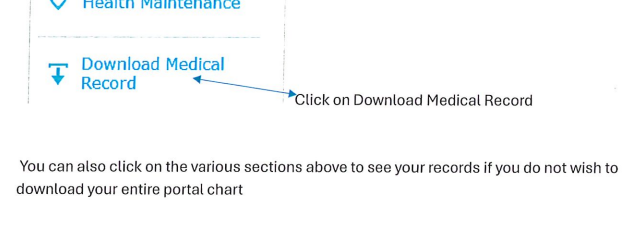 Health Maintenance
Download Medical
Record
Click on Download Medical Record
You can also click on the various sections above to see your records if you do not wish to
download your entire portal chart